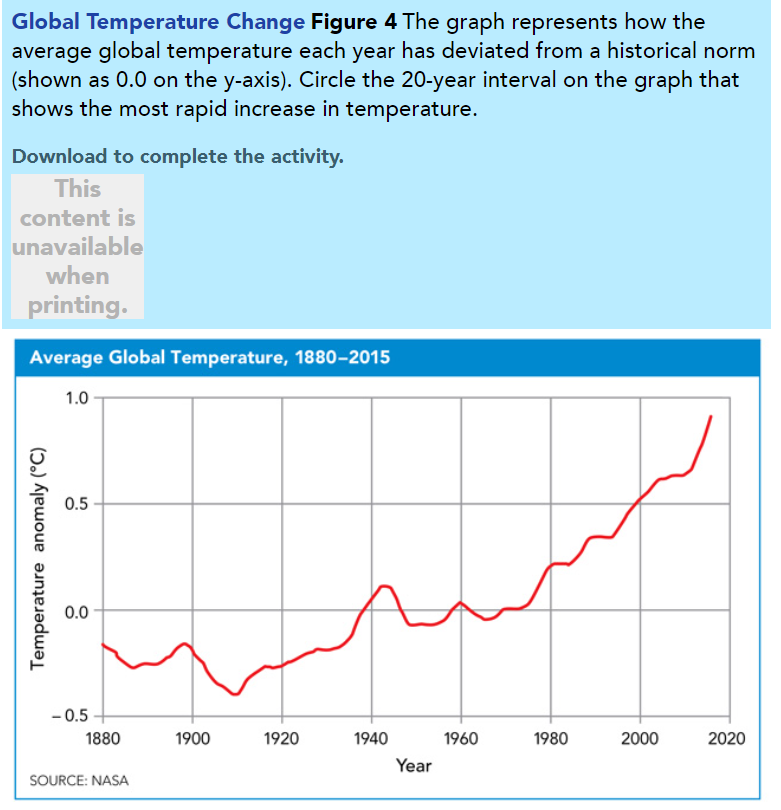 Global Temperature Change Figure 4 The graph represents how the
average global temperature each year has deviated from a historical norm
(shown as 0.0 on the y-axis). Circle the 20-year interval on the graph that
shows the most rapid increase in temperature.
Download to complete the activity.
This
content is
unavailable
when
printing.
Average Global Temperature, 1880–2015
Temperature anomaly (°C)
1.0
0.5
0.0
–0.5
1880 1900 1920 1940 1960 1980 2000 2020
Year
SOURCE: NASA